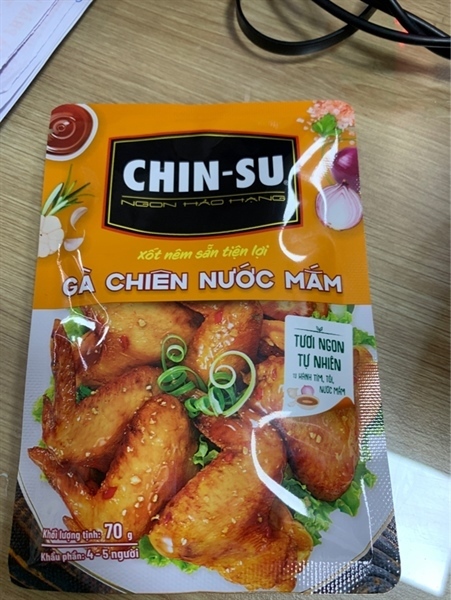 CHIN-SU
NGON HẢO HẠNG
Xốt nêm sẵn tiện lợi
GÀ CHIÊN NƯỚC MẮM
TƯƠI NGON
TỰ NHIÊN
TỪ HÀNH TÍM, TỎI,
NƯỚC MẮM
Khối lượng tịnh: 70 g
Khẩu phần: 4 - 5 người